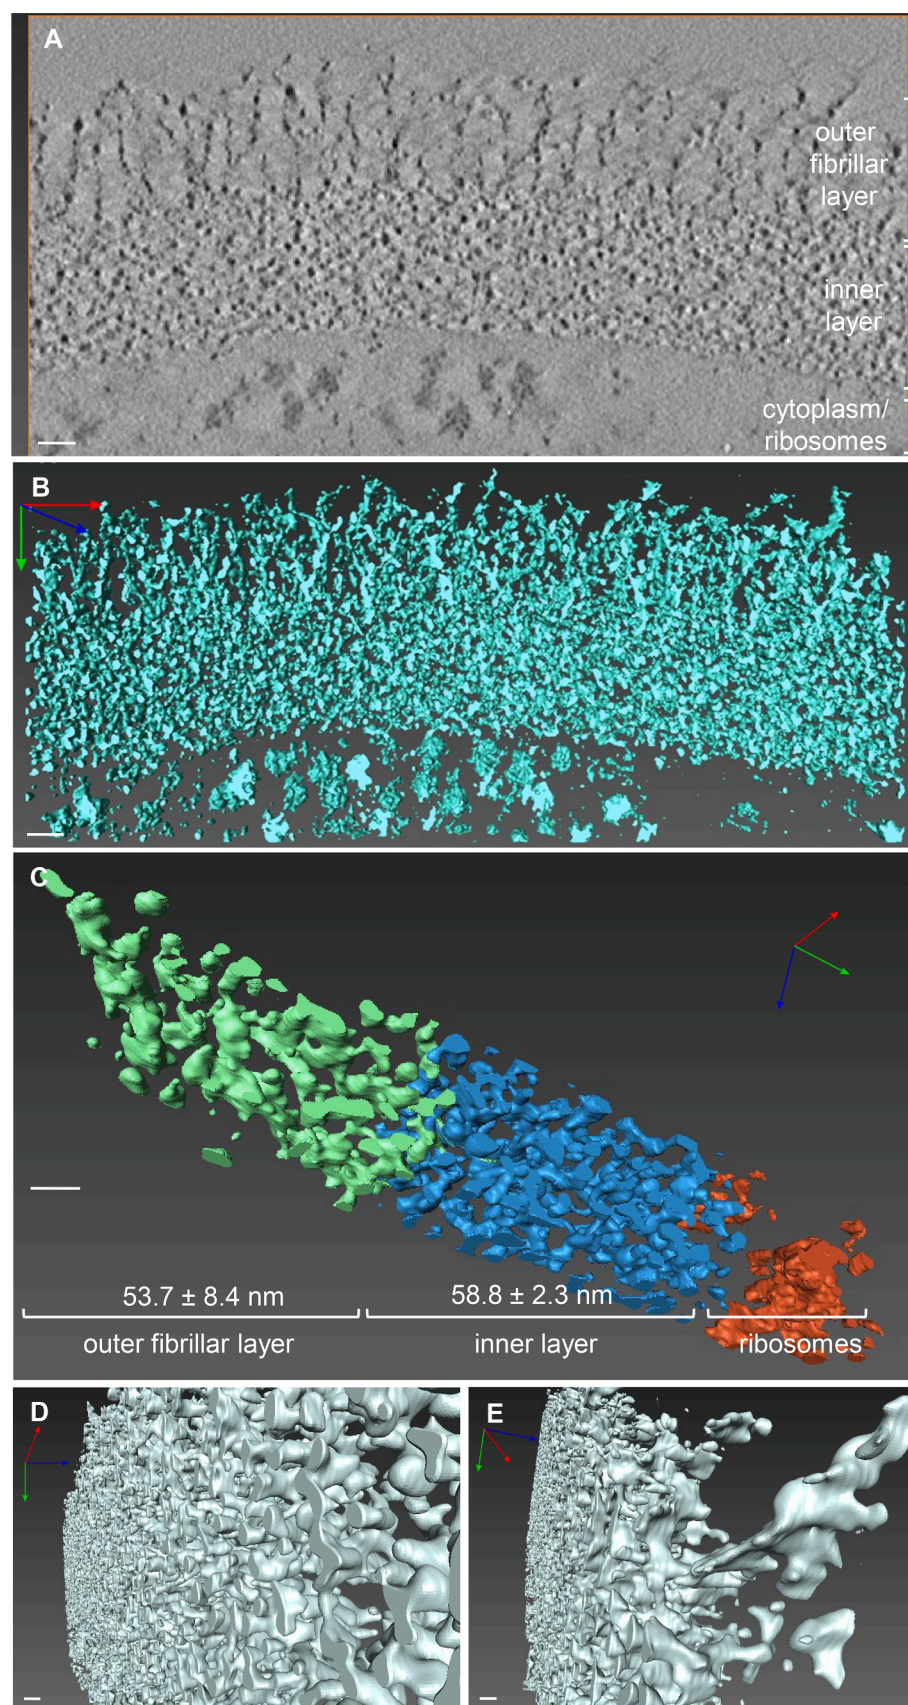 A
outer
fibrillar
layer
inner
layer
cytoplasm/
ribosomes
B
C
53.7 ± 8.4 nm 58.8 ± 2.3 nm
outer fibrillar layer inner layer ribosomes
D E